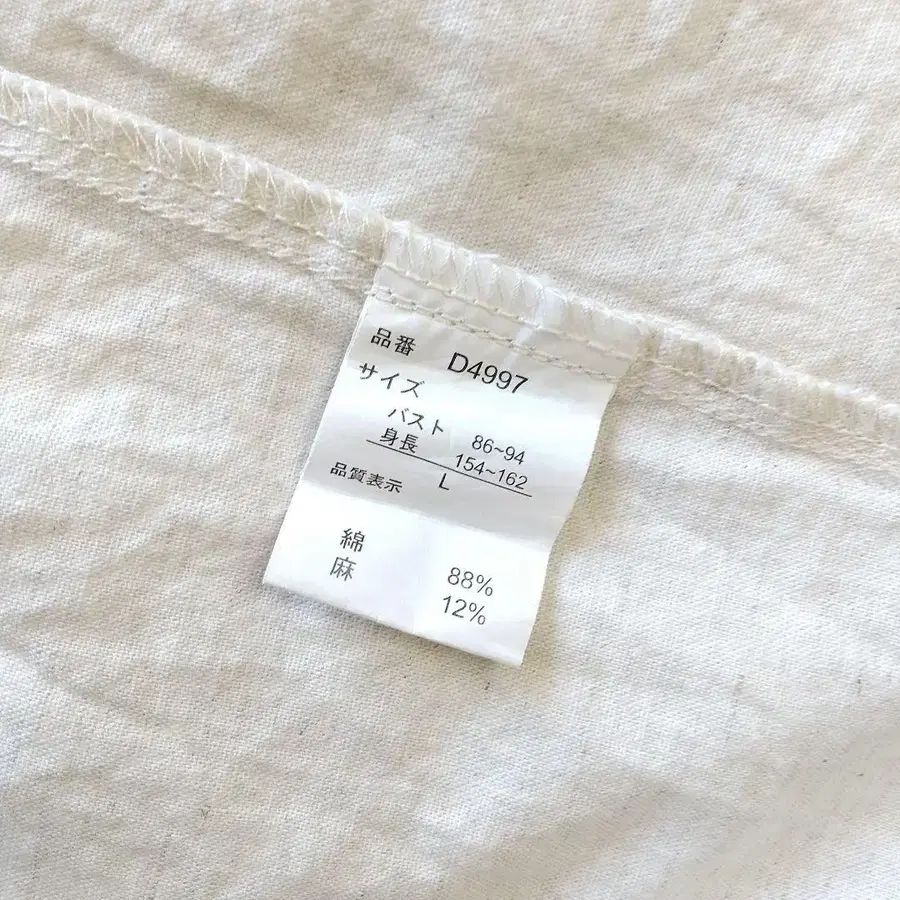 品番 D4997
サイズ
バスト 86~94
身長 154~162
L
品質表示
綿 88%
麻 12%